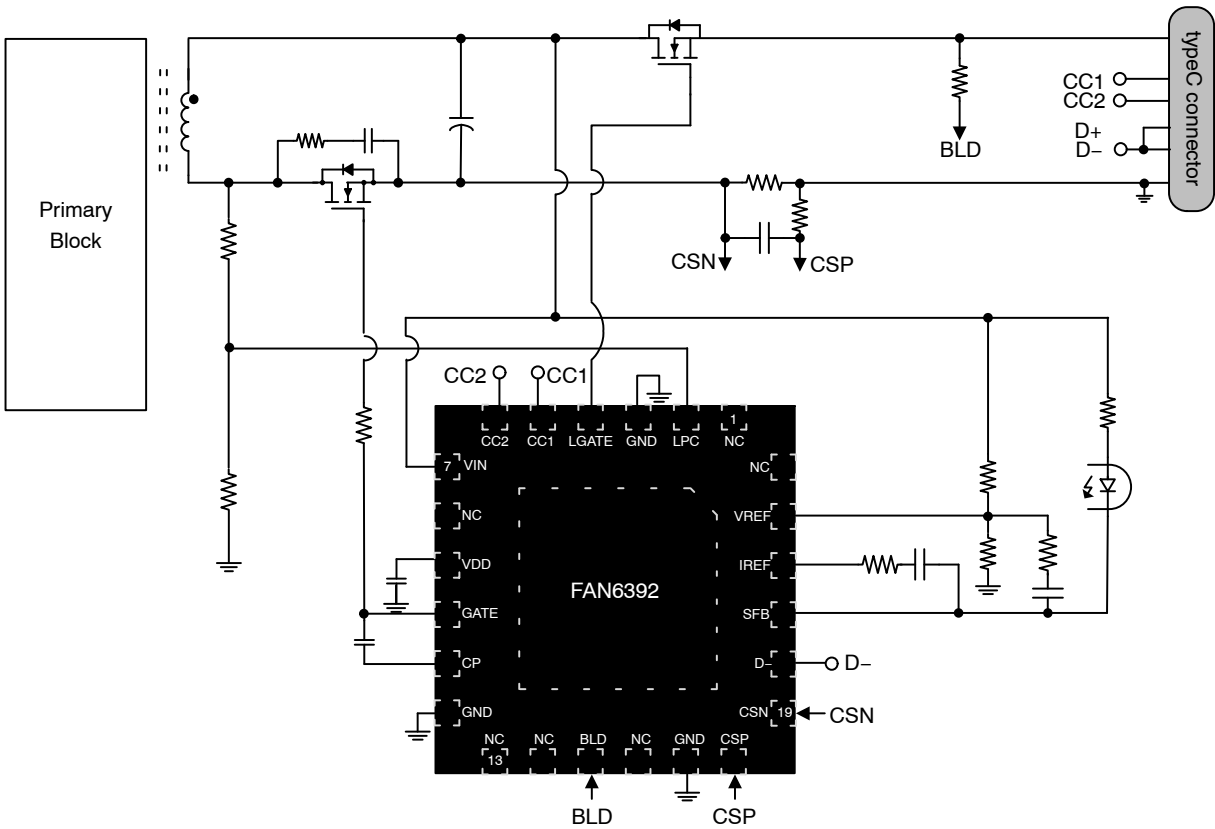 typeC connector
CC1
CC2
D+
D−
BLD
Primary
Block
CSN
CSP
CC2
CC1
1
CC2
CC1
LGATE
GND
LPC
NC
7
VIN
NC
NC
VREF
VDD
IREF
FAN6392
GATE
SFB
CP
D−
D−
GND
CSN
19
CSN
NC
NC
BLD
NC
GND
CSP
13
BLD
CSP